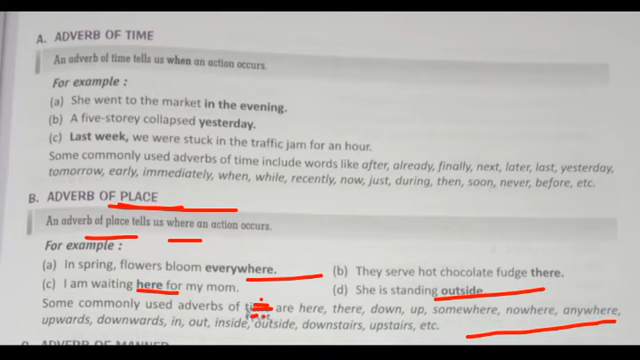 A. ADVERB OF TIME
An adverb of time tells us when an action occurs.
For example :
(a) She went to the market in the evening.
(b) A five-storey collapsed yesterday.
(c) Last week, we were stuck in the traffic jam for an hour.
Some commonly used adverbs of time include words like after, already, finally, next, later, last, yesterday,
tomorrow, early, immediately, when, while, recently, now, just, during, then, soon, never, before, etc.
B. ADVERB OF PLACE
An adverb of place tells us where an action occurs.
For example :
(a) In spring, flowers bloom everywhere. (b) They serve hot chocolate fudge there.
(c) I am waiting here for my mom. (d) She is standing outside.
Some commonly used adverbs of are here, there, down, up, somewhere, nowhere, anywhere,
upwards, downwards, in, out, inside, outside, downstairs, upstairs, etc.
ADVERB OF MANNER